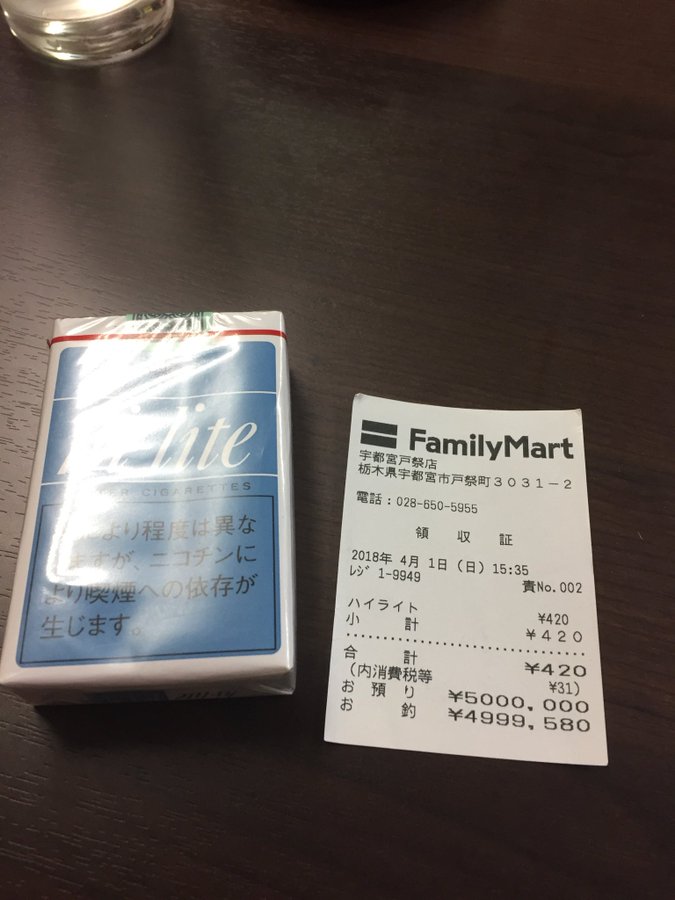 lite
CIGARETTES
より程度は異な
ますが、ニコチンに
より喫煙への依存が
生じます。
FamilyMart
宇都宮戸祭店
栃木県宇都宮市戸祭町３０３１－２
電話：028-650-5955
領 収 証
2018年 4月 1日 (日) 15:35
ﾚｼﾞ 1-9949 責No.002
ハイライト ¥420
小 計 ¥４２０
合 計 ¥420
(内消費税等 ¥31)
お 預 り ¥5000,000
お 釣 ¥4999,580